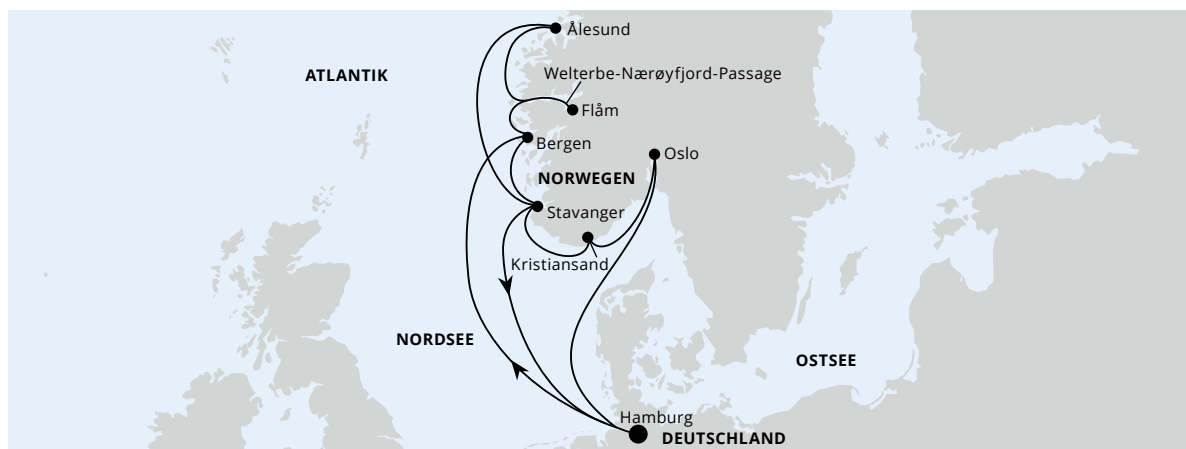 Ålesund
ATLANTIK
Welterbe-Nærøyfjord-Passage
Flåm
Bergen
Oslo
NORWEGEN
Stavanger
Kristiansand
NORDSEE
OSTSEE
Hamburg
DEUTSCHLAND